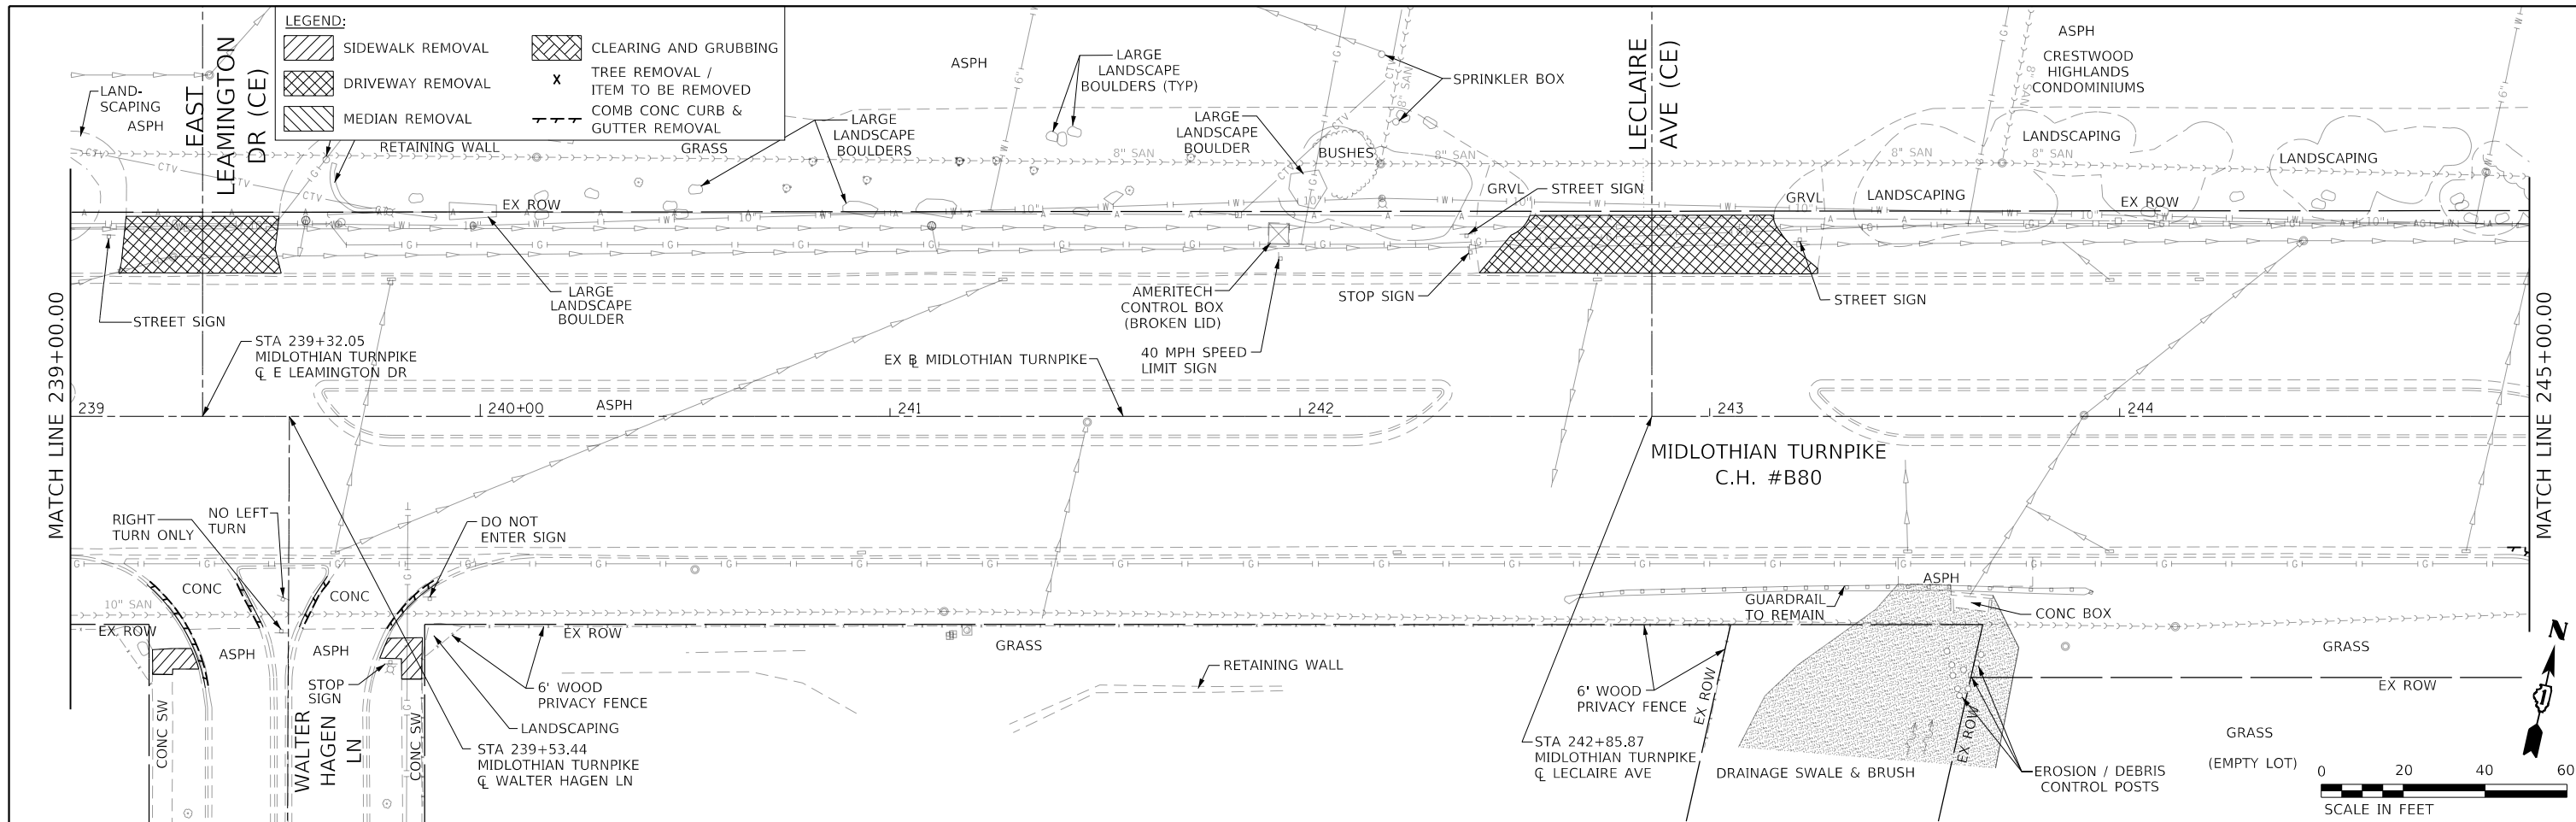 LEGEND:
SIDEWALK REMOVAL
DRIVEWAY REMOVAL
MEDIAN REMOVAL
CLEARING AND GRUBBING
X TREE REMOVAL /
ITEM TO BE REMOVED
COMB CONC CURB &
GUTTER REMOVAL
EAST
LEAMINGTON
DR (CE)
LAND-
SCAPING
ASPH
RETAINING WALL
GRASS
ASPH
LARGE
LANDSCAPE
BOULDERS
LARGE
LANDSCAPE
BOULDERS (TYP)
LARGE
LANDSCAPE
BOULDER
BUSHES
SPRINKLER BOX
LECLAIRE
AVE (CE)
ASPH
CRESTWOOD
HIGHLANDS
CONDOMINIUMS
LANDSCAPING
LANDSCAPING
LANDSCAPING
8" SAN
8" SAN
8" SAN
8" SAN
8" SAN
8" SAN
CTV
CTV
CTV
EX ROW
GRVL
STREET SIGN
GRVL
EX ROW
STREET SIGN
LARGE
LANDSCAPE
BOULDER
AMERITECH
CONTROL BOX
(BROKEN LID)
STOP SIGN
STREET SIGN
40 MPH SPEED
LIMIT SIGN
MATCH LINE 239+00.00
MATCH LINE 245+00.00
STA 239+32.05
MIDLOTHIAN TURNPIKE
℄ E LEAMINGTON DR
EX BL MIDLOTHIAN TURNPIKE
239
240+00
ASPH
241
242
243
244
MIDLOTHIAN TURNPIKE
C.H. #B80
RIGHT
TURN ONLY
NO LEFT
TURN
DO NOT
ENTER SIGN
CONC
CONC
10" SAN
EX ROW
ASPH
ASPH
EX ROW
STOP
SIGN
WALTER
HAGEN
LN
CONC SW
CONC SW
6' WOOD
PRIVACY FENCE
LANDSCAPING
STA 239+53.44
MIDLOTHIAN TURNPIKE
℄ WALTER HAGEN LN
GRASS
RETAINING WALL
GUARDRAIL
TO REMAIN
ASPH
CONC BOX
6' WOOD
PRIVACY FENCE
EX ROW
EX ROW
STA 242+85.87
MIDLOTHIAN TURNPIKE
℄ LECLAIRE AVE
DRAINAGE SWALE & BRUSH
EROSION / DEBRIS
CONTROL POSTS
GRASS
EX ROW
GRASS
(EMPTY LOT)
N
0 20 40 60
SCALE IN FEET